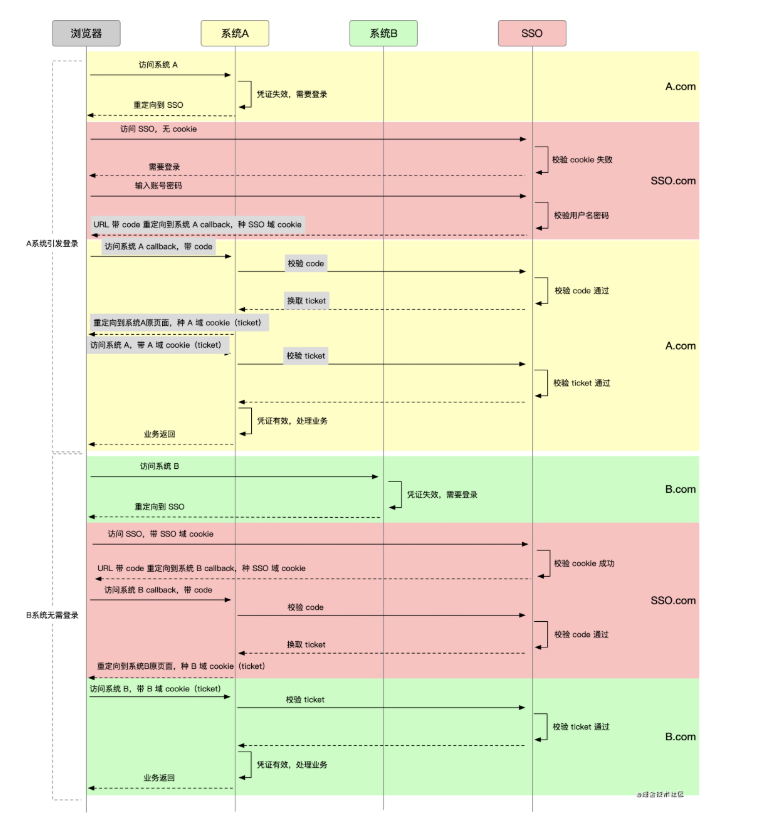 浏览器
系统A
系统B
SSO
访问系统 A
A.com
凭证失效，需要登录
重定向到 SSO
访问 SSO，无 cookie
校验 cookie 失败
需要登录
SSO.com
输入账号密码
校验用户名密码
URL 带 code 重定向到系统 A callback，种 SSO 域 cookie
A系统引发登录
访问系统 A callback，带 code
校验 code
校验 code 通过
换取 ticket
重定向到系统A原页面，种 A 域 cookie（ticket）
访问系统 A，带 A 域 cookie（ticket）
A.com
校验 ticket
校验 ticket 通过
凭证有效，处理业务
业务返回
访问系统 B
B.com
凭证失效，需要登录
重定向到 SSO
访问 SSO，带 SSO 域 cookie
校验 cookie 成功
URL 带 code 重定向到系统 B callback，种 SSO 域 cookie
访问系统 B callback，带 code
SSO.com
校验 code
B系统无需登录
校验 code 通过
换取 ticket
重定向到系统B原页面，种 B 域 cookie（ticket）
访问系统 B，带 B 域 cookie（ticket）
校验 ticket
校验 ticket 通过
B.com
凭证有效，处理业务
业务返回